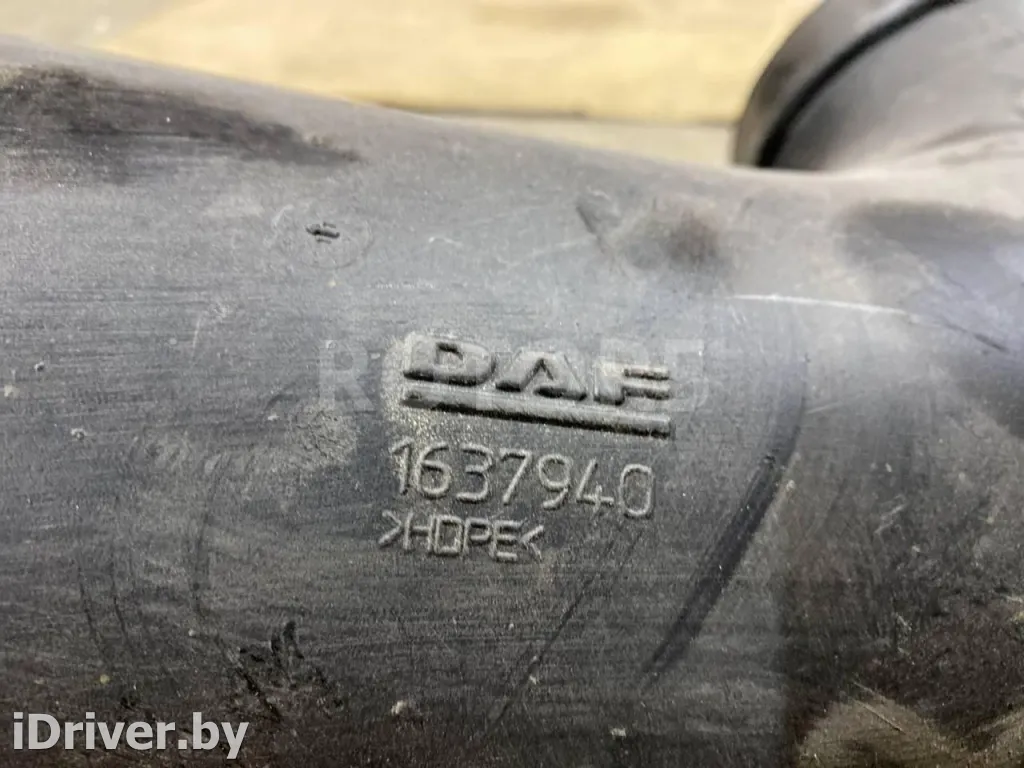 DAF
1637940
>HDPE<
iDriver.by